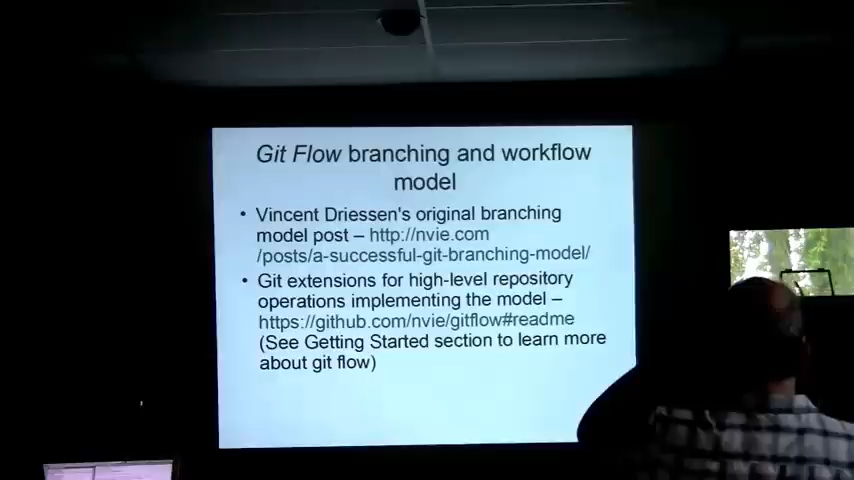 Git Flow branching and workflow
model
• Vincent Driessen's original branching
model post – http://nvie.com
/posts/a-successful-git-branching-model/
• Git extensions for high-level repository
operations implementing the model –
https://github.com/nvie/gitflow#readme
(See Getting Started section to learn more
about git flow)